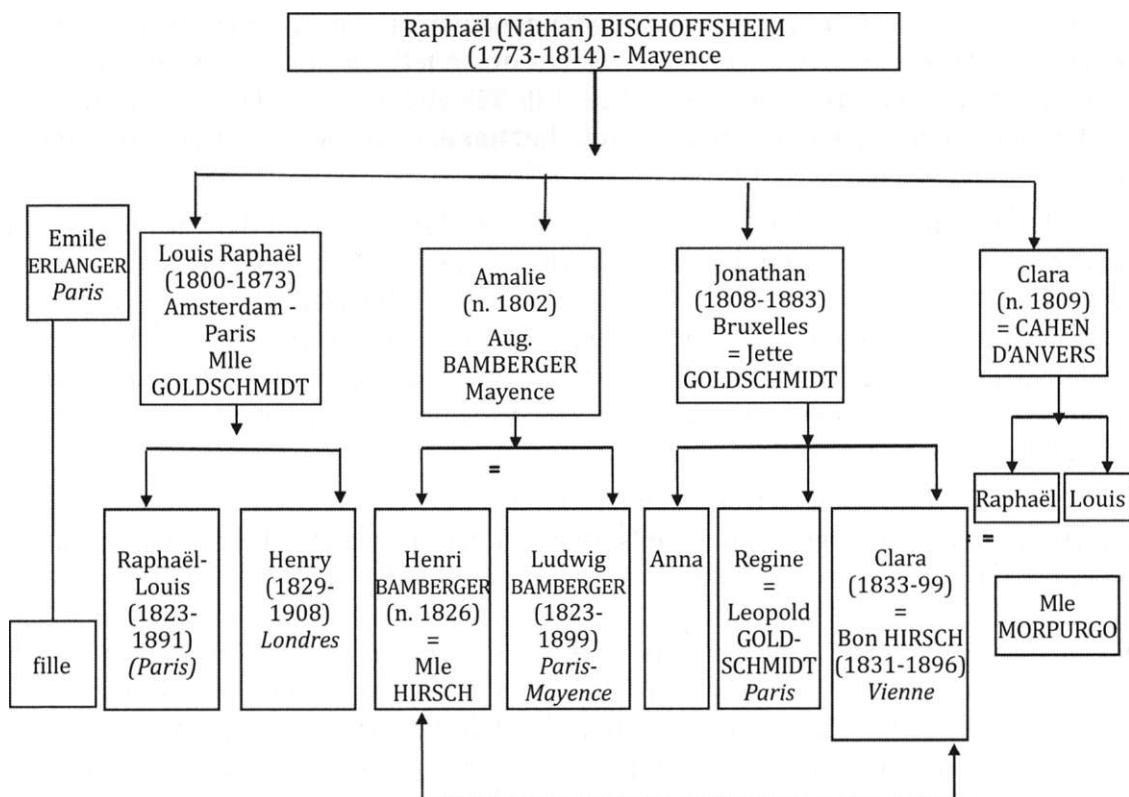 Raphaël (Nathan) BISCHOFFSHEIM
(1773-1814) - Mayence
Emile
ERLANGER
Paris
Louis Raphaël
(1800-1873)
Amsterdam -
Paris
Mlle
GOLDSCHMIDT
Amalie
(n. 1802)
Aug.
BAMBERGER
Mayence
Jonathan
(1808-1883)
Bruxelles
= Jette
GOLDSCHMIDT
Clara
(n. 1809)
= CAHEN
D'ANVERS
=
Raphaël
Louis
= =
fille
Raphaël-
Louis
(1823-
1891)
(Paris)
Henry
(1829-
1908)
Londres
Henri
BAMBERGER
(n. 1826)
=
Mle
HIRSCH
Ludwig
BAMBERGER
(1823-
1899)
Paris-
Mayence
Anna
Regine
=
Leopold
GOLD-
SCHMIDT
Paris
Clara
(1833-99)
=
Bon HIRSCH
(1831-1896)
Vienne
Mle
MORPURGO